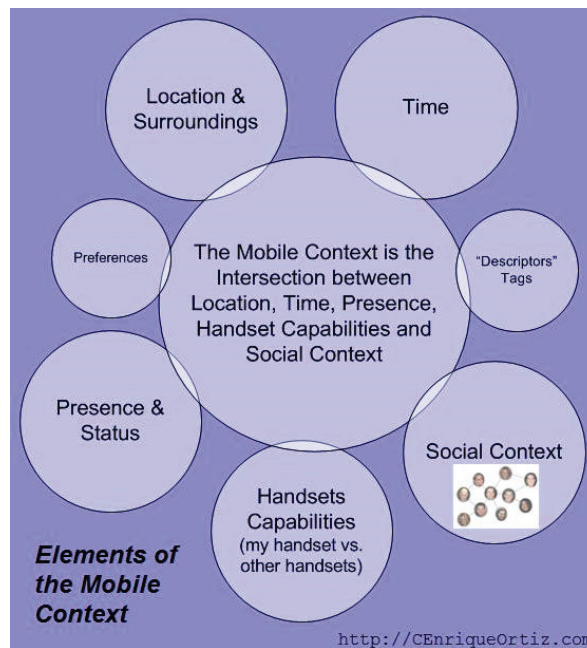 Location &
Surroundings
Time
Preferences
The Mobile Context is the
Intersection between
Location, Time, Presence,
Handset Capabilities and
Social Context
"Descriptors"
Tags
Presence &
Status
Social Context
Handsets
Capabilities
(my handset vs.
other handsets)
Elements of
the Mobile
Context
http://CEnriqueOrtiz.com